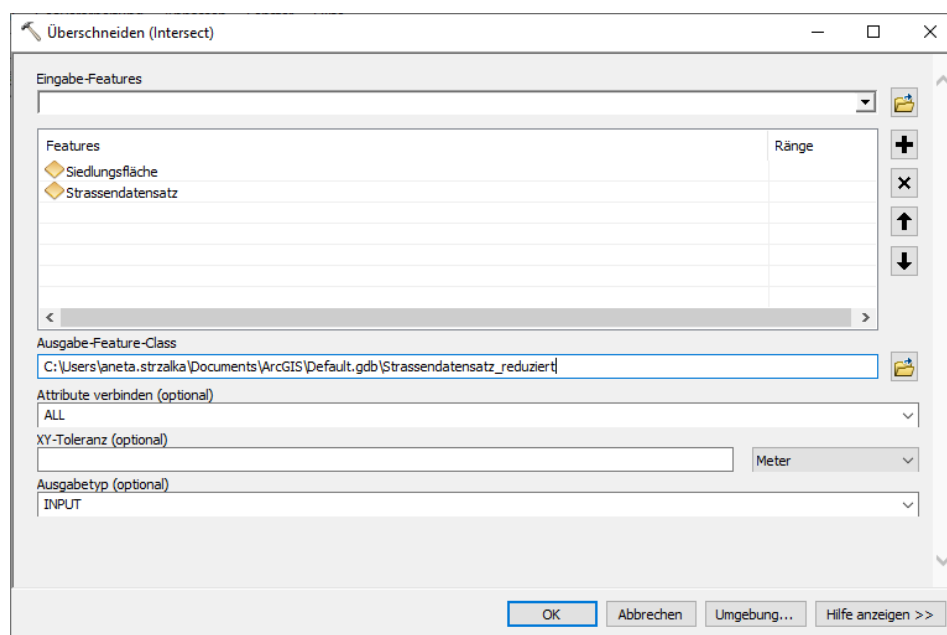 Überschneiden (Intersect)
Eingabe-Features
Features Ränge
Siedlungsfläche
Strassendatensatz
Ausgabe-Feature-Class
C:\Users\aneta.strzalka\Documents\ArcGIS\Default.gdb\Strassendatensatz_reduziert
Attribute verbinden (optional)
ALL
XY-Toleranz (optional)
Meter
Ausgabetyp (optional)
INPUT
OK Abbrechen Umgebung... Hilfe anzeigen >>